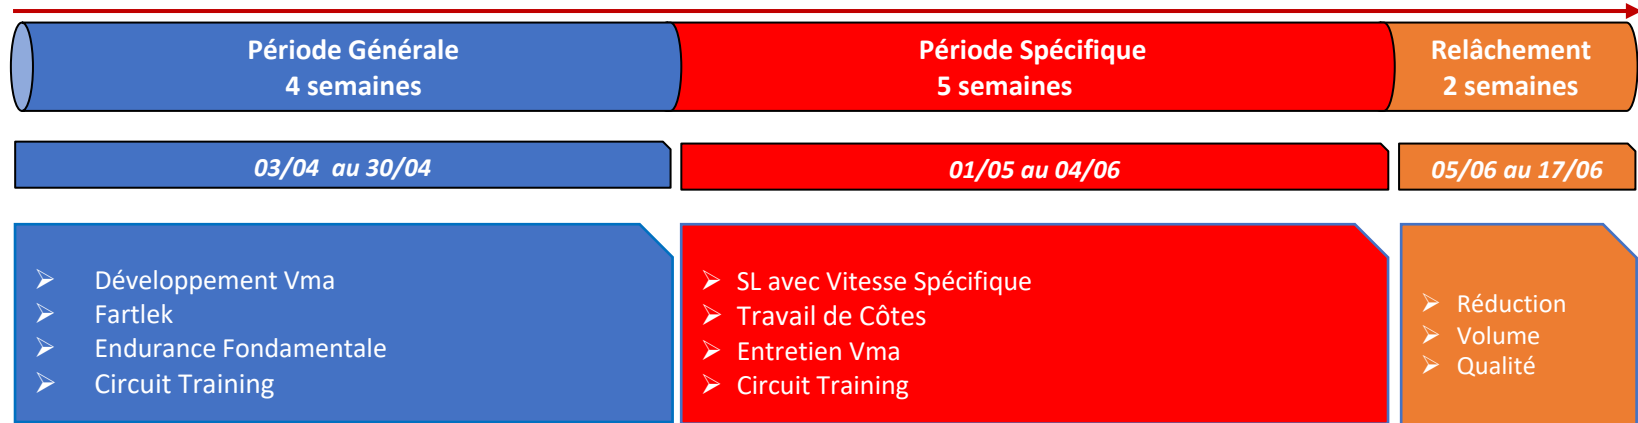 Période Générale
4 semaines
Période Spécifique
5 semaines
Relâchement
2 semaines
03/04 au 30/04
01/05 au 04/06
05/06 au 17/06
➢ Développement Vma
➢ Fartlek
➢ Endurance Fondamentale
➢ Circuit Training
➢ SL avec Vitesse Spécifique
➢ Travail de Côtes
➢ Entretien Vma
➢ Circuit Training
➢ Réduction
➢ Volume
➢ Qualité